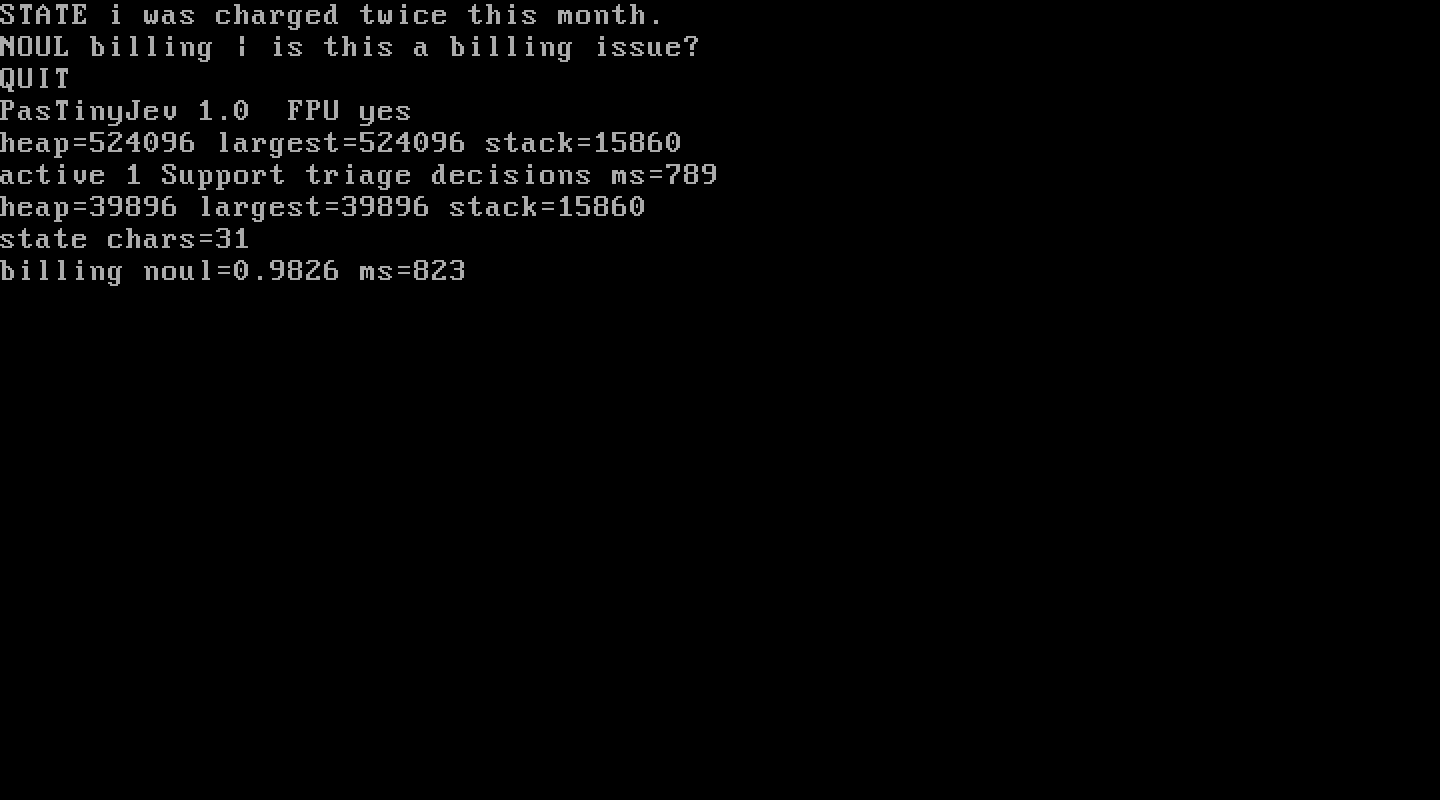 STATE i was charged twice this month.
NOUL billing ¦ is this a billing issue?
QUIT
PasTinyJev 1.0  FPU yes
heap=524096 largest=524096 stack=15860
active 1 Support triage decisions ms=789
heap=39896 largest=39896 stack=15860
state chars=31
billing noul=0.9826 ms=823